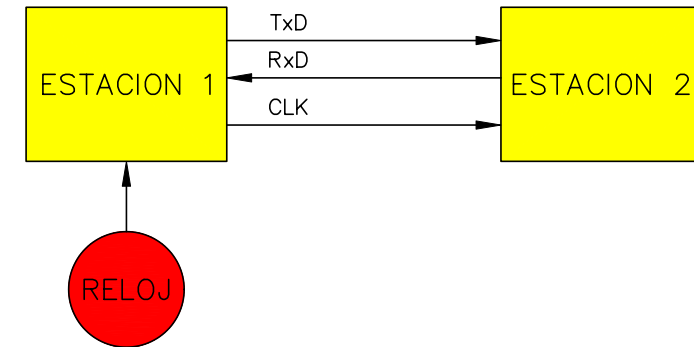 TxD
RxD
ESTACION 1
ESTACION 2
CLK
RELOJ